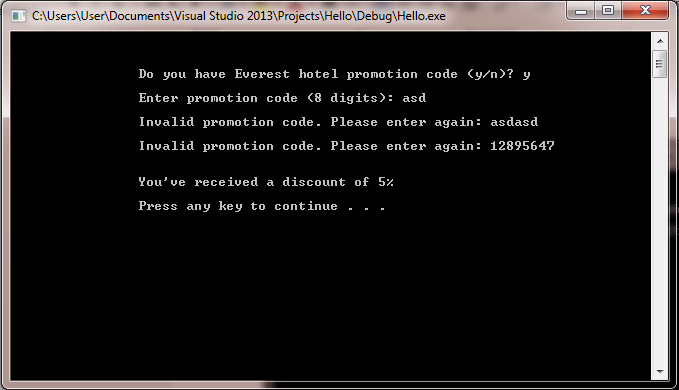 C:\Users\User\Documents\Visual Studio 2013\Projects\Hello\Debug\Hello.exe
Do you have Everest hotel promotion code (y/n)? y
Enter promotion code (8 digits): asd
Invalid promotion code. Please enter again: asdasd
Invalid promotion code. Please enter again: 12895647
You've received a discount of 5%
Press any key to continue . . .